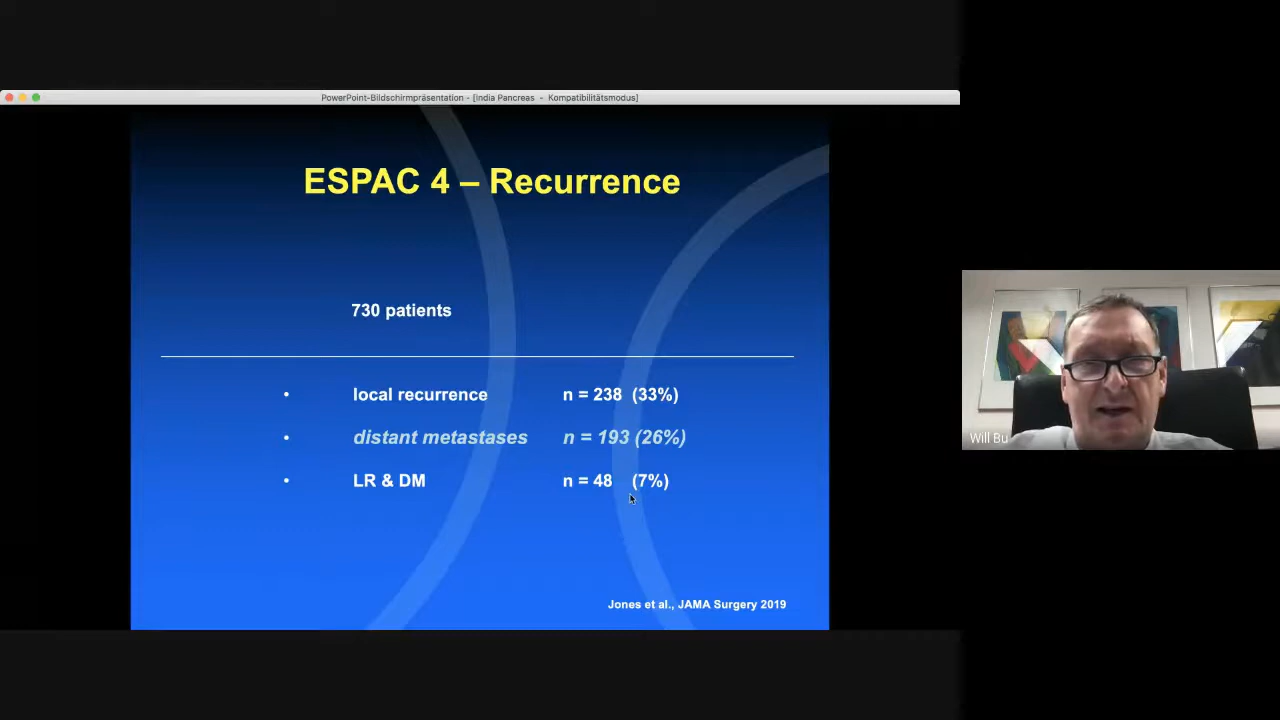 PowerPoint-Bildschirmpräsentation - [India Pancreas - Kompatibilitätsmodus]
ESPAC 4 – Recurrence
730 patients
• local recurrence n = 238 (33%)
• distant metastases n = 193 (26%)
• LR & DM n = 48 (7%)
Jones et al., JAMA Surgery 2019
Will Bu